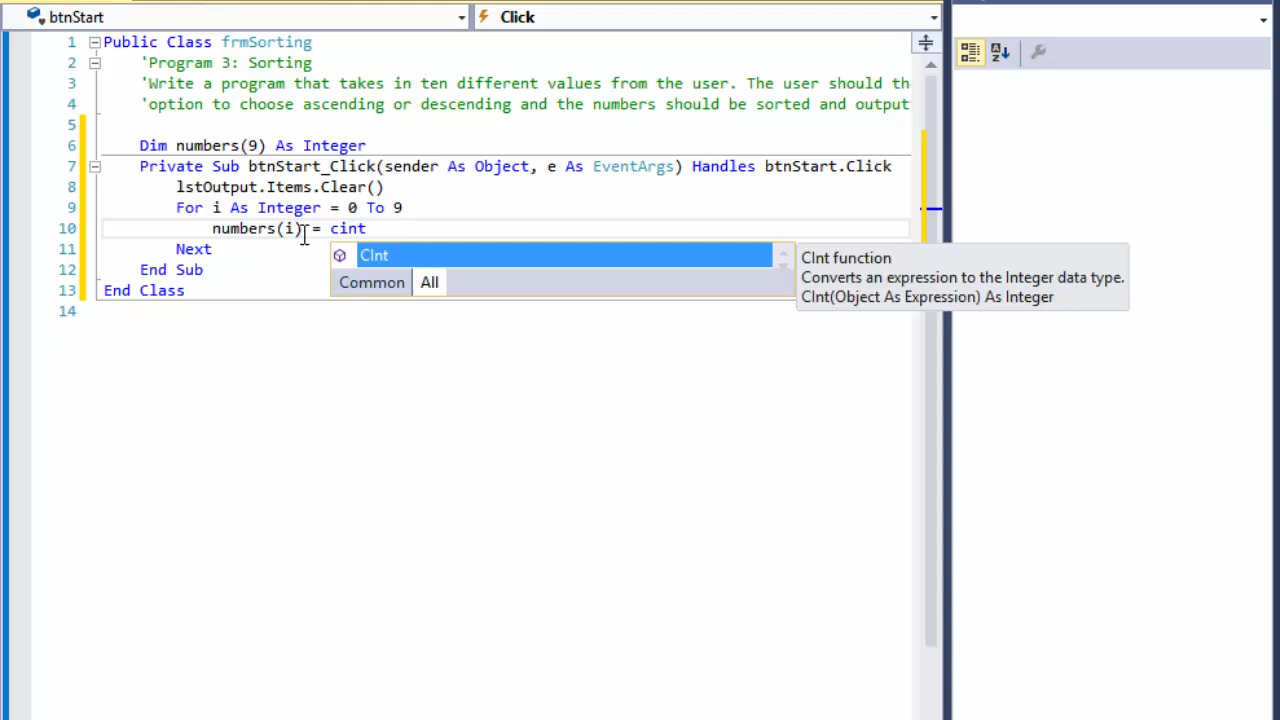 btnStart Click
1 Public Class frmSorting
2 'Program 3: Sorting
3 'Write a program that takes in ten different values from the user. The user should the
4 'option to choose ascending or descending and the numbers should be sorted and output
5
6 Dim numbers(9) As Integer
7 Private Sub btnStart_Click(sender As Object, e As EventArgs) Handles btnStart.Click
8 lstOutput.Items.Clear()
9 For i As Integer = 0 To 9
10 numbers(i) = cint
11 Next
12 End Sub
13 End Class
14
CInt
Common All
CInt function
Converts an expression to the Integer data type.
CInt(Object As Expression) As Integer